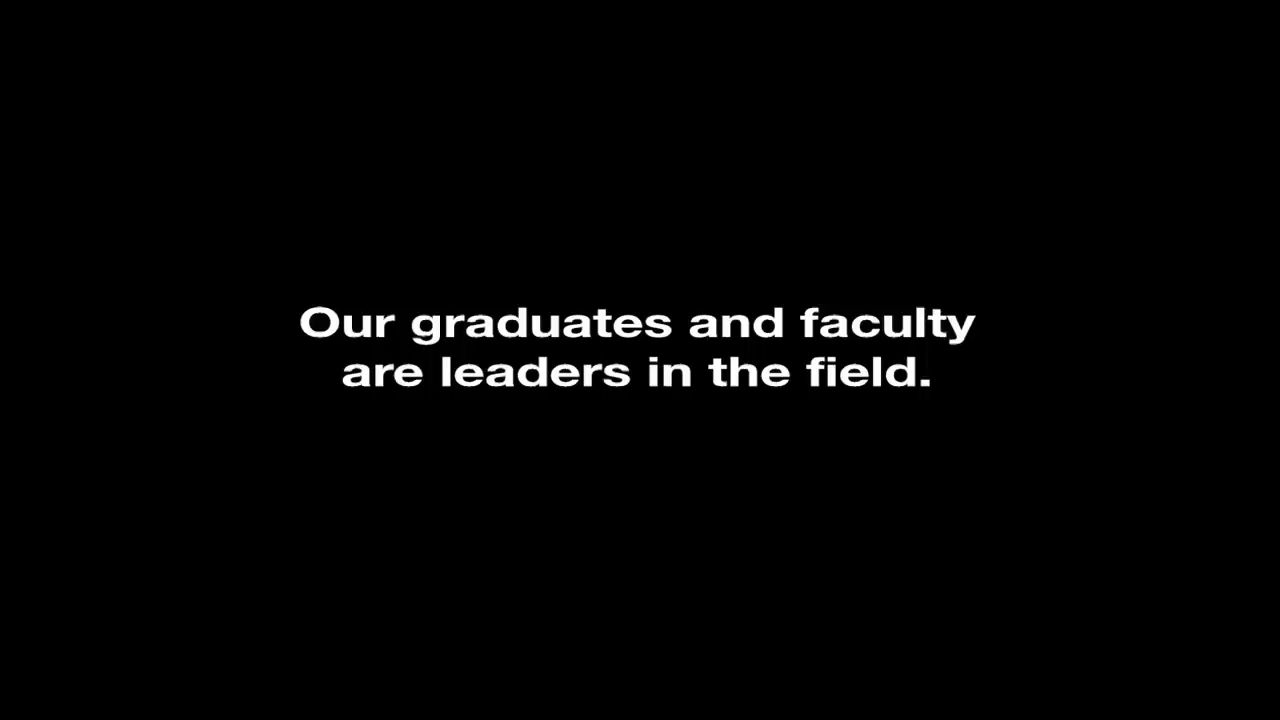 Our graduates and faculty
are leaders in the field.